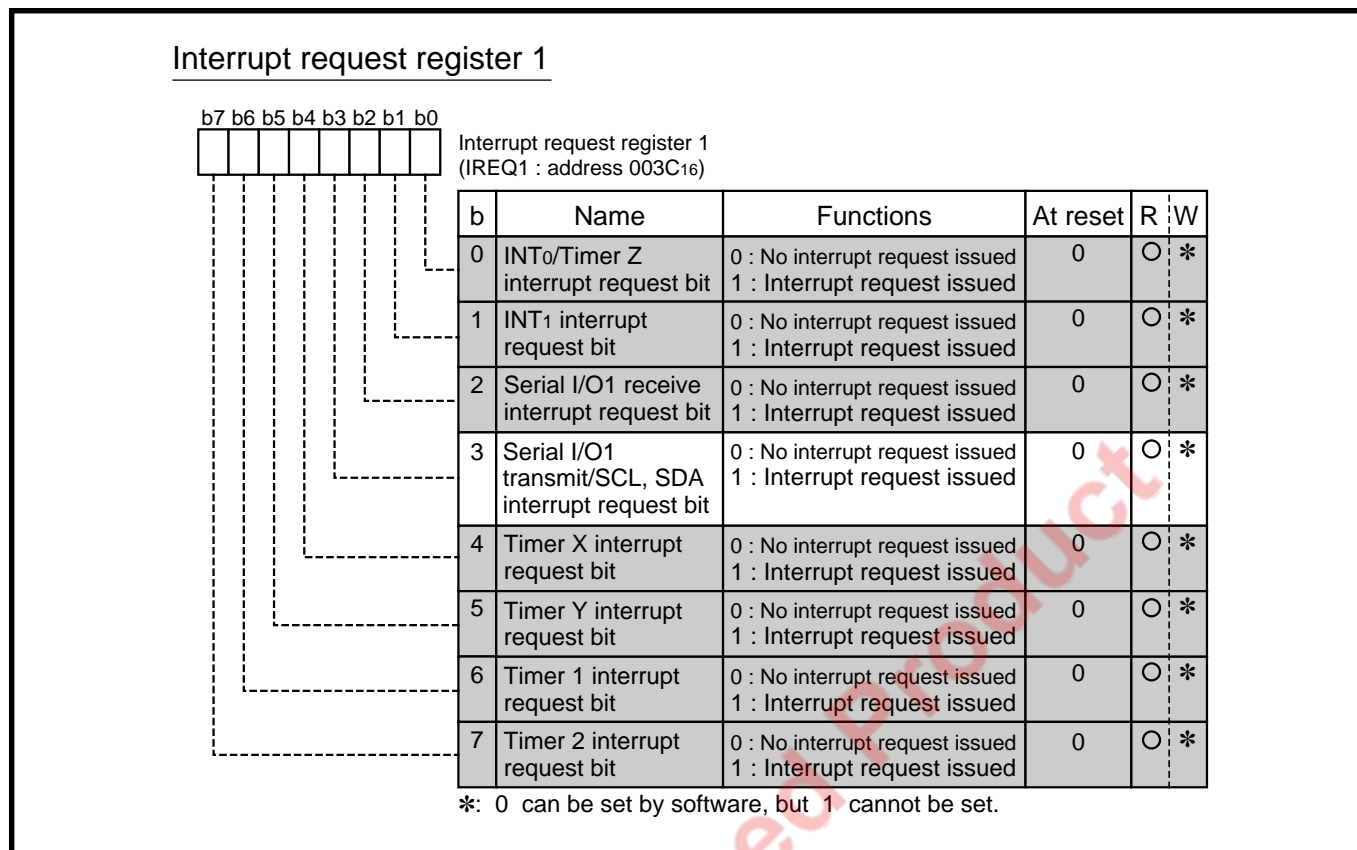 Interrupt request register 1
b7 b6 b5 b4 b3 b2 b1 b0
Interrupt request register 1
(IREQ1 : address 003C16)
b Name Functions At reset R W
0 INT0/Timer Z 0 : No interrupt request issued 0 O ✻
interrupt request bit 1 : Interrupt request issued
1 INT1 interrupt 0 : No interrupt request issued 0 O ✻
request bit 1 : Interrupt request issued
2 Serial I/O1 receive 0 : No interrupt request issued 0 O ✻
interrupt request bit 1 : Interrupt request issued
3 Serial I/O1 0 : No interrupt request issued 0 O ✻
transmit/SCL, SDA 1 : Interrupt request issued
interrupt request bit
4 Timer X interrupt 0 : No interrupt request issued 0 O ✻
request bit 1 : Interrupt request issued
5 Timer Y interrupt 0 : No interrupt request issued 0 O ✻
request bit 1 : Interrupt request issued
6 Timer 1 interrupt 0 : No interrupt request issued 0 O ✻
request bit 1 : Interrupt request issued
7 Timer 2 interrupt 0 : No interrupt request issued 0 O ✻
request bit 1 : Interrupt request issued
✻: 0 can be set by software, but 1 cannot be set.
ed Product